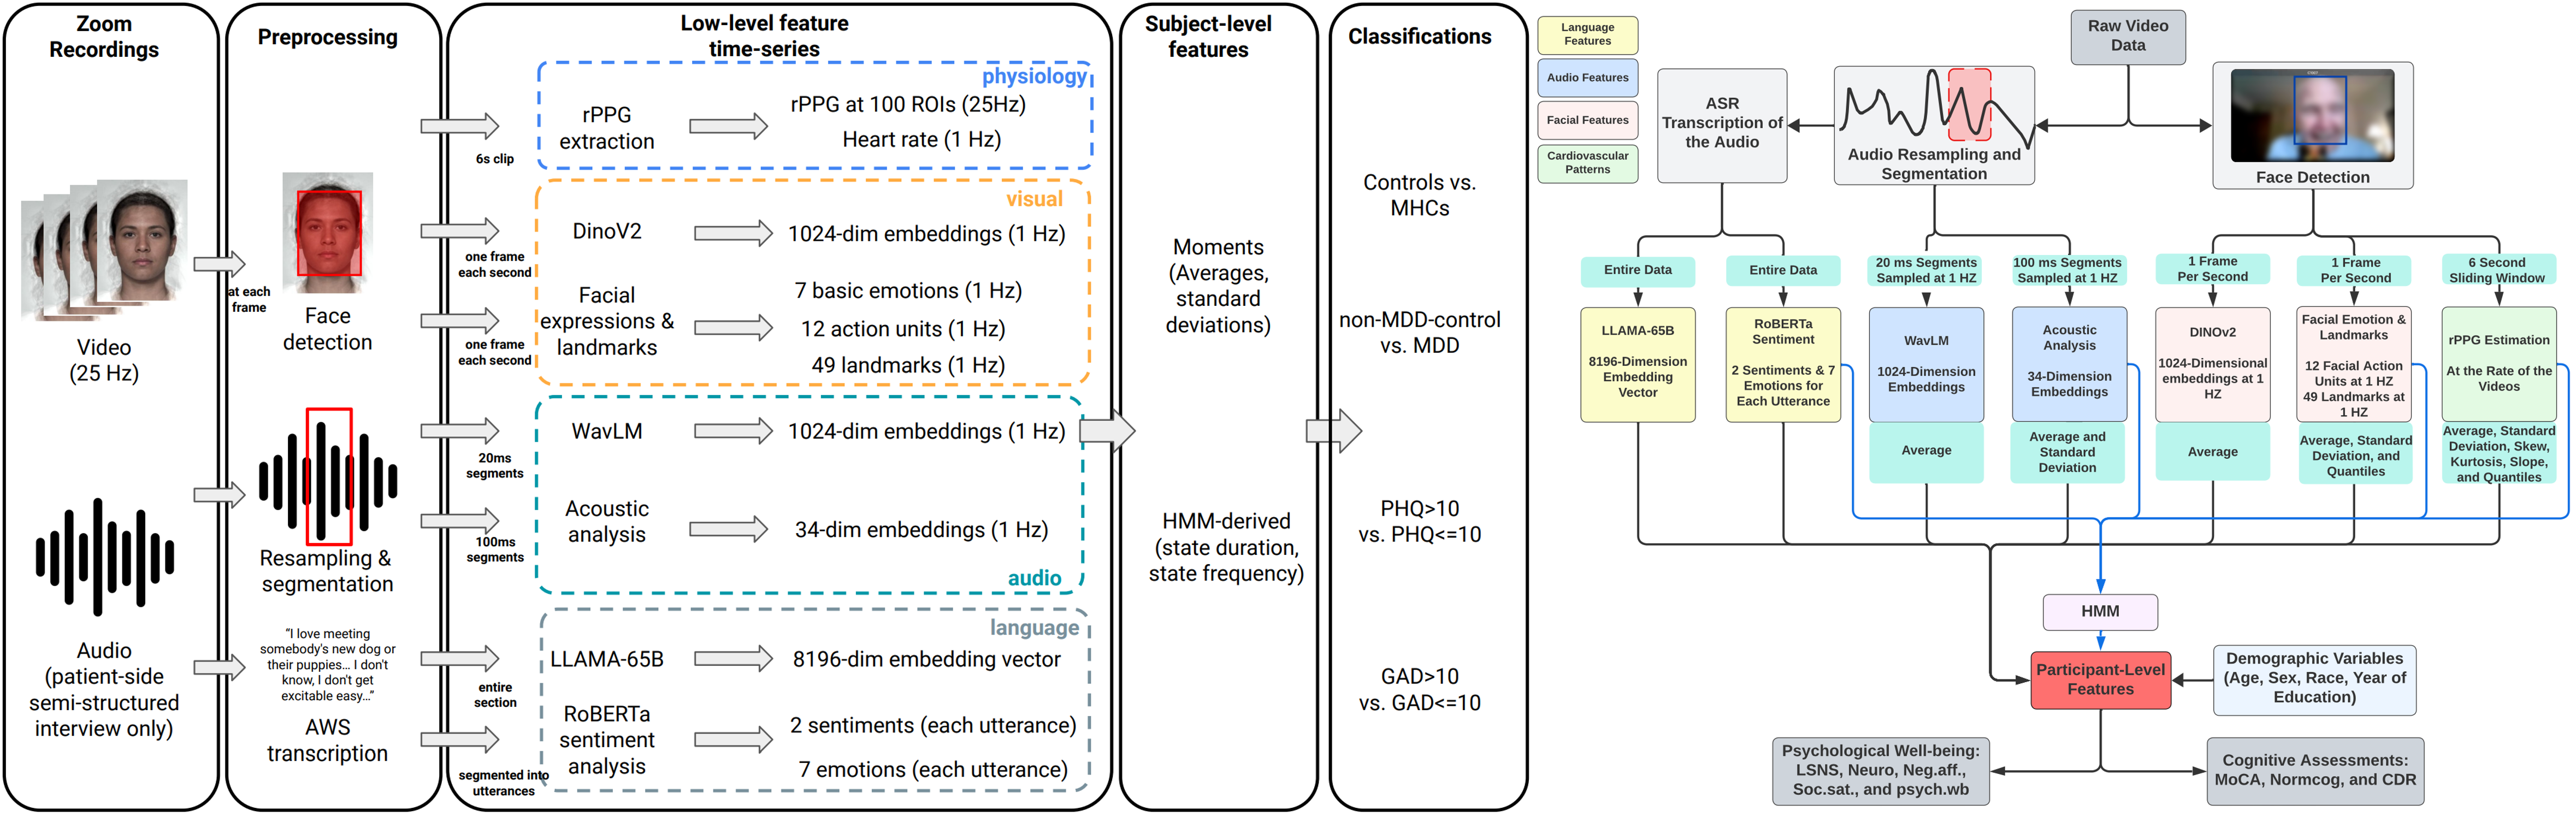 Zoom
Recordings
Video
(25 Hz)
Audio
(patient-side
semi-structured
interview only)
at each
frame
Preprocessing
Face
detection
Resampling &
segmentation
“I love meeting
somebody's new dog or
their puppies... I don't
know, I don't get
excitable easy...”
AWS
transcription
6s clip
one frame
each second
one frame
each second
20ms
segments
100ms
segments
entire
section
segmented into
utterances
Low-level feature
time-series
physiology
rPPG
extraction
rPPG at 100 ROIs (25Hz)
Heart rate (1 Hz)
visual
DinoV2
1024-dim embeddings (1 Hz)
Facial
expressions &
landmarks
7 basic emotions (1 Hz)
12 action units (1 Hz)
49 landmarks (1 Hz)
WavLM
1024-dim embeddings (1 Hz)
Acoustic
analysis
34-dim embeddings (1 Hz)
audio
language
LLAMA-65B
8196-dim embedding vector
RoBERTa
sentiment
analysis
2 sentiments (each utterance)
7 emotions (each utterance)
Subject-level
features
Moments
(Averages,
standard
deviations)
HMM-derived
(state duration,
state frequency)
Classifications
Controls vs.
MHCs
non-MDD-control
vs. MDD
PHQ>10
vs. PHQ<=10
GAD>10
vs. GAD<=10
Language
Features
Audio Features
Facial Features
Cardiovascular
Patterns
Raw Video
Data
ASR
Transcription of
the Audio
Audio Resampling and
Segmentation
Face Detection
Entire Data
Entire Data
20 ms Segments
Sampled at 1 HZ
100 ms Segments
Sampled at 1 HZ
1 Frame
Per Second
1 Frame
Per Second
6 Second
Sliding Window
LLAMA-65B
8196-Dimension
Embedding
Vector
RoBERTa
Sentiment
2 Sentiments & 7
Emotions for
Each Utterance
WavLM
1024-Dimension
Embeddings
Acoustic
Analysis
34-Dimension
Embeddings
DINOv2
1024-Dimensional
embeddings at 1
HZ
Facial Emotion &
Landmarks
12 Facial Action
Units at 1 HZ
49 Landmarks at
1 HZ
rPPG Estimation
At the Rate of the
Videos
Average
Average and
Standard
Deviation
Average
Average, Standard
Deviation, and
Quantiles
Average, Standard
Deviation, Skew,
Kurtosis, Slope,
and Quantiles
HMM
Participant-Level
Features
Demographic Variables
(Age, Sex, Race, Year of
Education)
Psychological Well-being:
LSNS, Neuro, Neg.aff.,
Soc.sat., and psych.wb
Cognitive Assessments:
MoCA, Normcog, and CDR